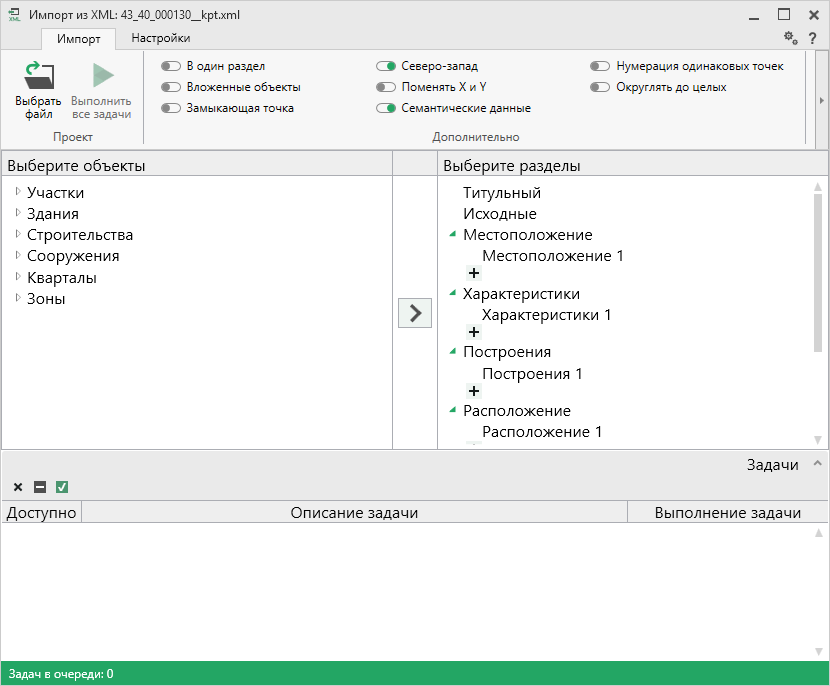 XML Импорт из XML: 43_40_000130__kpt.xml
Импорт Настройки ?
Выбрать файл
Выполнить все задачи
Проект
В один раздел
Вложенные объекты
Замыкающая точка
Северо-запад
Поменять X и Y
Семантические данные
Нумерация одинаковых точек
Округлять до целых
Дополнительно
Выберите объекты
Участки
Здания
Строительства
Сооружения
Кварталы
Зоны
Выберите разделы
Титульный
Исходные
Местоположение
Местоположение 1
Характеристики
Характеристики 1
Построения
Построения 1
Расположение
Расположение 1
Задачи
Доступно Описание задачи Выполнение задачи
Задач в очереди: 0